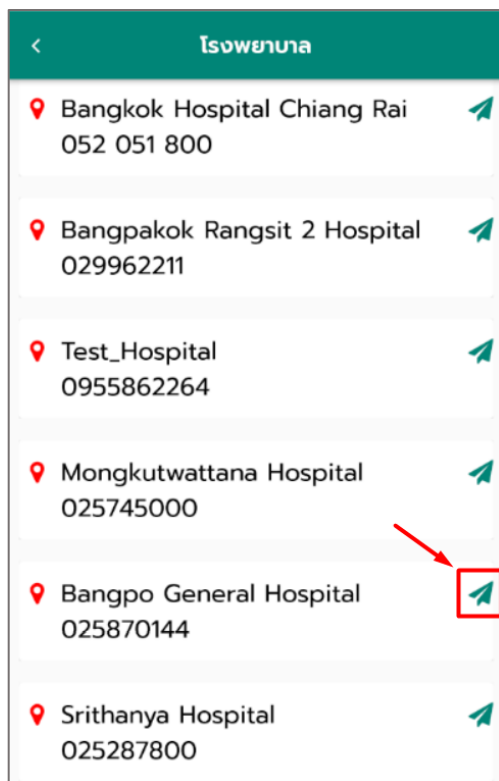 โรงพยาบาล
Bangkok Hospital Chiang Rai
052 051 800
Bangpakok Rangsit 2 Hospital
029962211
Test_Hospital
0955862264
Mongkutwattana Hospital
025745000
Bangpo General Hospital
025870144
Srithanya Hospital
025287800